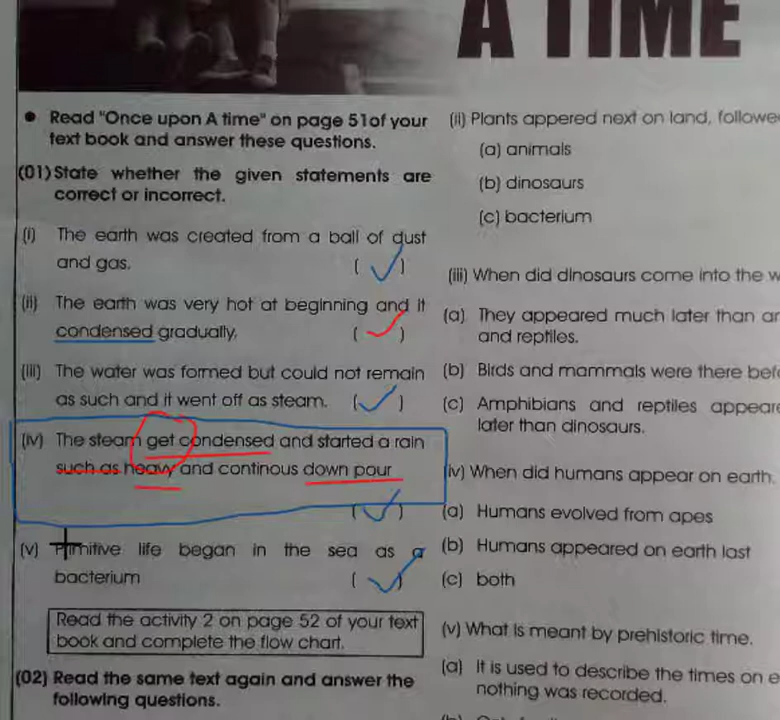 A TIME
Read "Once upon A time" on page 51of your
text book and answer these questions.
(01) State whether the given statements are
correct or incorrect.
(i) The earth was created from a ball of dust
and gas. ( ✓ )
(ii) The earth was very hot at beginning and it
condensed gradually. ( ✓ )
(iii) The water was formed but could not remain
as such and it went off as steam. ( ✓ )
(iv) The steam get condensed and started a rain
such as heavy and continous down pour
( ✓ )
(v) Primitive life began in the sea as a
bacterium ( ✓ )
Read the activity 2 on page 52 of your text
book and complete the flow chart.
(02) Read the same text again and answer the
following questions.
(ii) Plants appered next on land, followe
(a) animals
(b) dinosaurs
(c) bacterium
(iii) When did dinosaurs come into the w
(a) They appeared much later than
and reptiles.
(b) Birds and mammals were there bef
(c) Amphibians and reptiles appear
later than dinosaurs.
iv) When did humans appear on earth.
(a) Humans evolved from apes
(b) Humans appeared on earth last
(c) both
(v) What is meant by prehistoric time.
(a) It is used to describe the times on e
nothing was recorded.